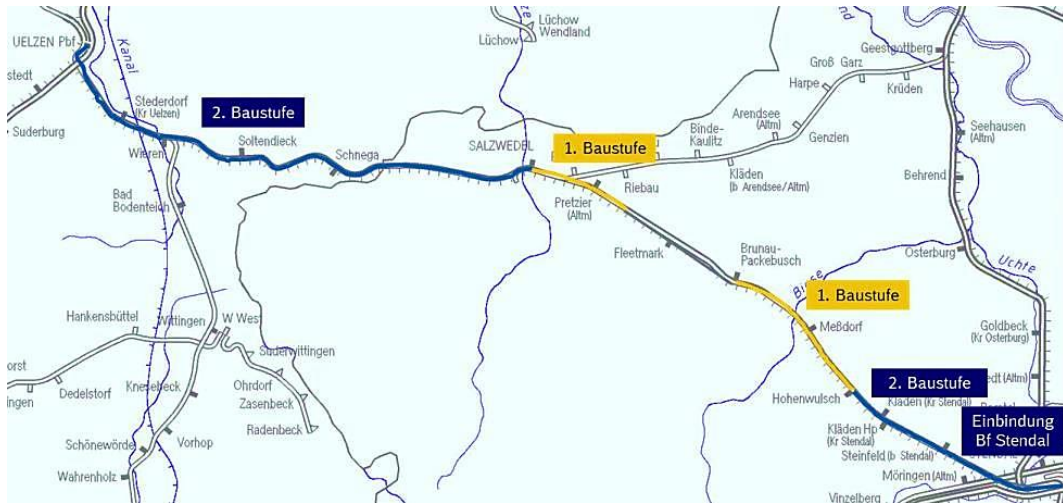 UELZEN Pbf
Kanal
stedt
Suderburg
Stederdorf
(Kr Uelzen)
Wieren
2. Baustufe
Soltendieck
Schnega
Bad
Bodenteich
Lüchow
Wendland
Lüchow
SALZWEDEL
1. Baustufe
Pretzier
(Altm)
Riebau
Fleetmark
Binde-
Kaulitz
Kläden
(b Arendsee/Altm)
Arendsee
(Altm)
Genzien
Harpe
Groß Garz
Krüden
Geestgottberg
Seehausen
(Altm)
Behrend
Osterburg
Uchte
Brunau-
Packebusch
Biese
1. Baustufe
Meßdorf
Goldbeck
(Kr Osterburg)
Hohenwulsch
2. Baustufe
Kläden (Kr Stendal)
Kläden Hp
(Kr Stendal)
Steinfeld (b Stendal)
Möringen (Altm)
Vinzelberg
Einbindung
Bf Stendal
Hankensbüttel
Wittingen
W West
Suderwittingen
Ohrdorf
Zasenbeck
Radenbeck
Dedelstorf
Knesebeck
Vorhop
Schönewörde
Wahrenholz